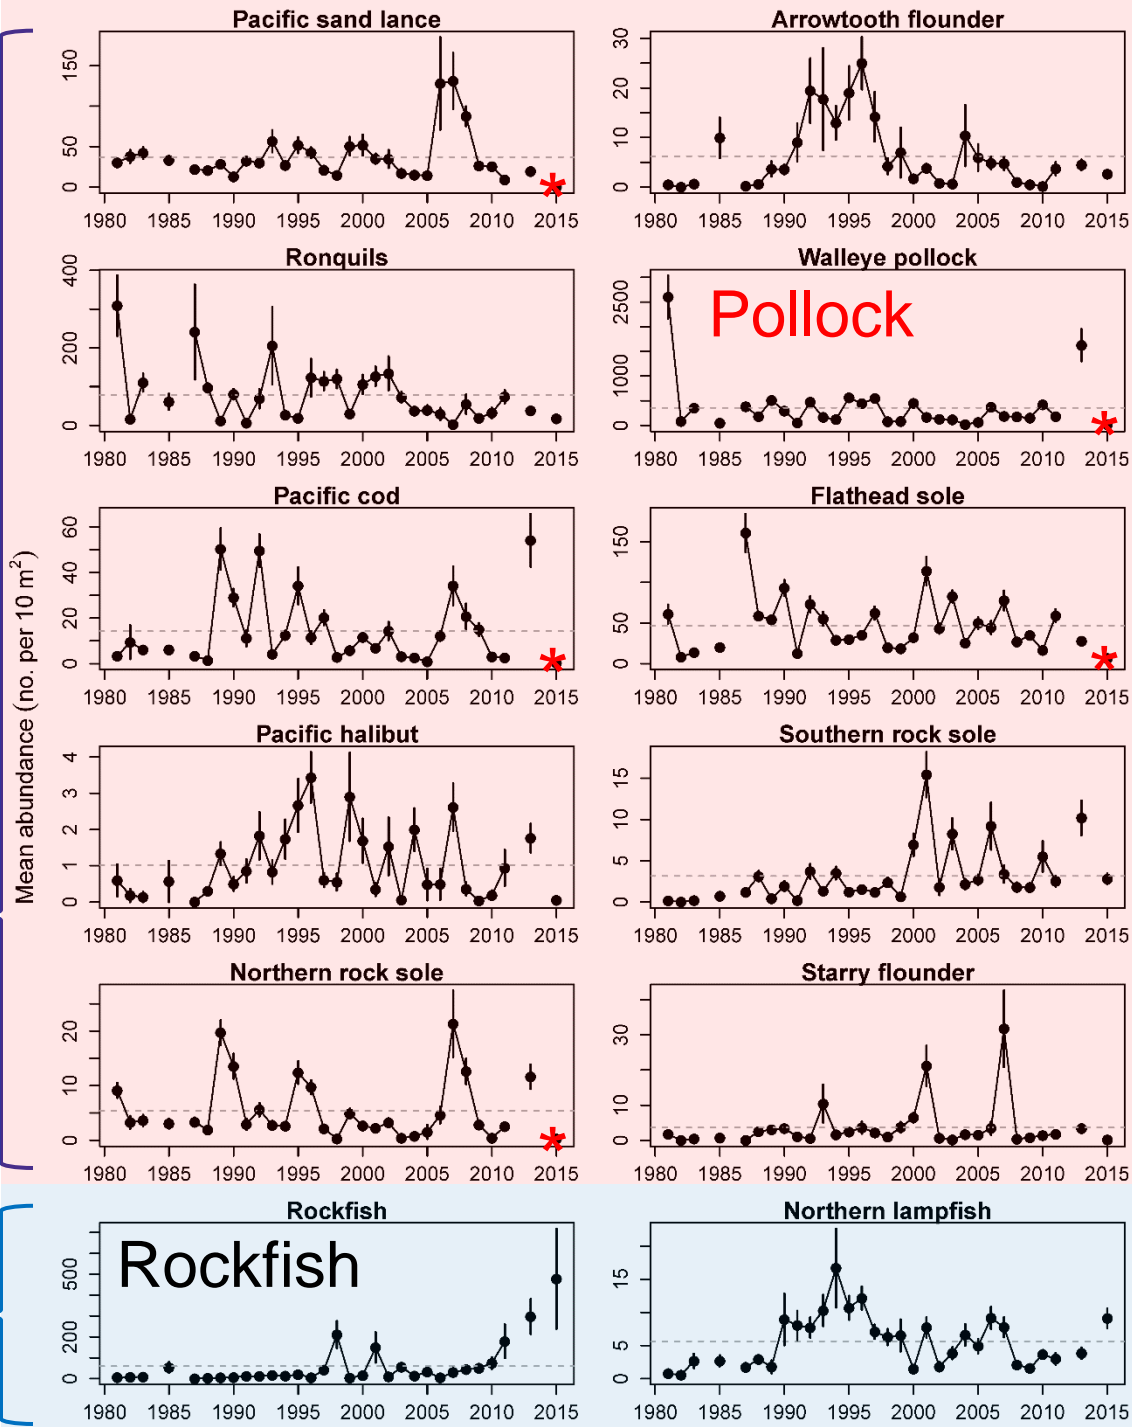 Pacific sand lance
Arrowtooth flounder
0 50 150
0 10 20 30
1980 1985 1990 1995 2000 2005 2010 2015
1980 1985 1990 1995 2000 2005 2010 2015
Ronquils
Walleye pollock
Pollock
0 200 400
0 1000 2500
1980 1985 1990 1995 2000 2005 2010 2015
1980 1985 1990 1995 2000 2005 2010 2015
Pacific cod
Flathead sole
0 20 40 60
0 50 150
1980 1985 1990 1995 2000 2005 2010 2015
1980 1985 1990 1995 2000 2005 2010 2015
Mean abundance (no. per 10 m²)
Pacific halibut
Southern rock sole
0 1 2 3 4
0 5 10 15
1980 1985 1990 1995 2000 2005 2010 2015
1980 1985 1990 1995 2000 2005 2010 2015
Northern rock sole
Starry flounder
0 10 20
0 10 30
1980 1985 1990 1995 2000 2005 2010 2015
1980 1985 1990 1995 2000 2005 2010 2015
Rockfish
Northern lampfish
Rockfish
0 200 500
0 5 15
1980 1985 1990 1995 2000 2005 2010 2015
1980 1985 1990 1995 2000 2005 2010 2015